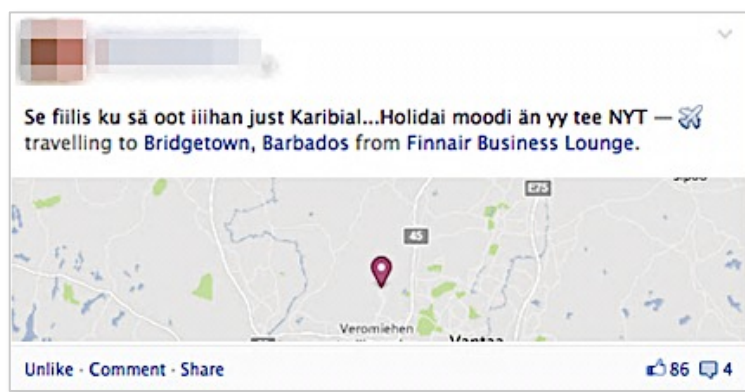 Se fiilis ku sä oot iiihan just Karibial...Holidai moodi än yy tee NYT —
travelling to Bridgetown, Barbados from Finnair Business Lounge.
E75
45
Veromiehen
Vantaa
Unlike · Comment · Share
86 4